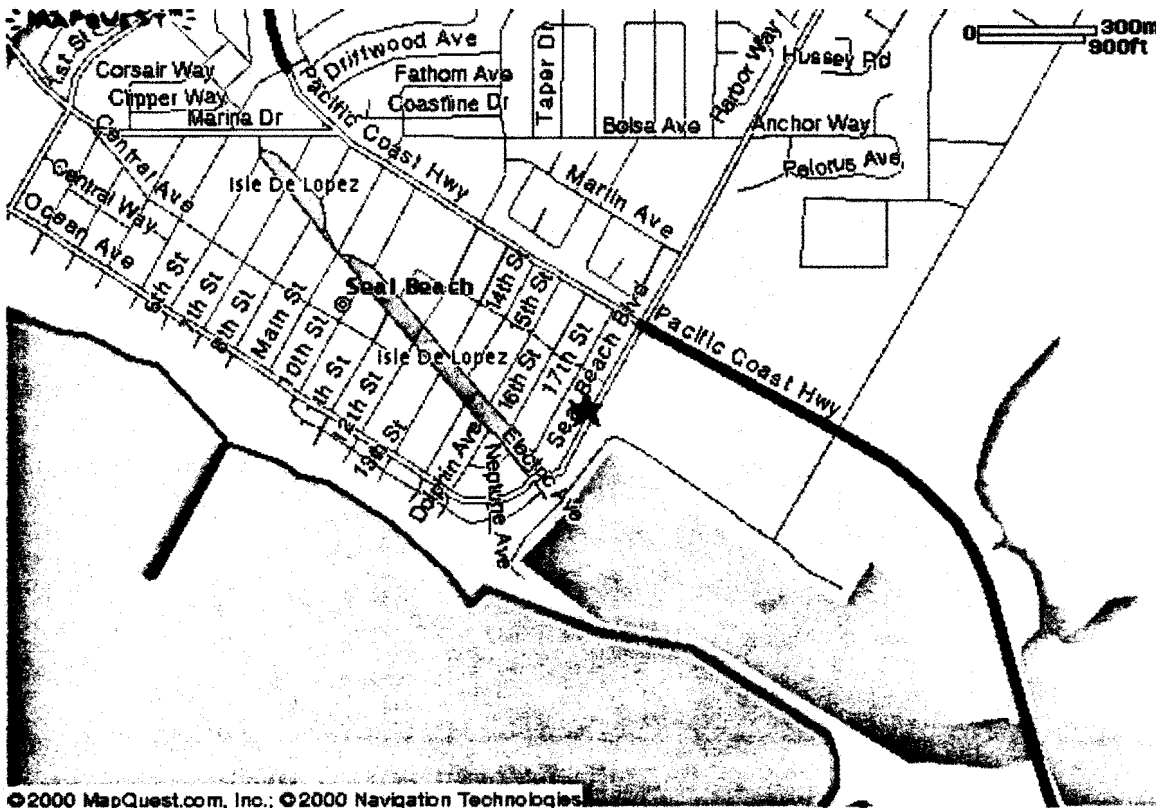 MAPQUEST
0 300m
900ft
1st St
Corsair Way
Clipper Way
Marina Dr
Driftwood Ave
Fathom Ave
Coastline Dr
Taper Dr
Harbor Way
Hussey Rd
Bolsa Ave
Anchor Way
Pelorus Ave
Pacific Coast Hwy
Central Ave
Central Way
Ocean Ave
Isle De Lopez
Marlin Ave
Seal Beach
6th St
7th St
8th St
Main St
10th St
11th St
12th St
13th St
14th St
15th St
16th St
17th St
Seal Beach Blvd
Pacific Coast Hwy
Isle De Lopez
Dolphin Ave
Neptune Ave
Electric Ave
©2000 MapQuest.com, Inc.; ©2000 Navigation Technologies